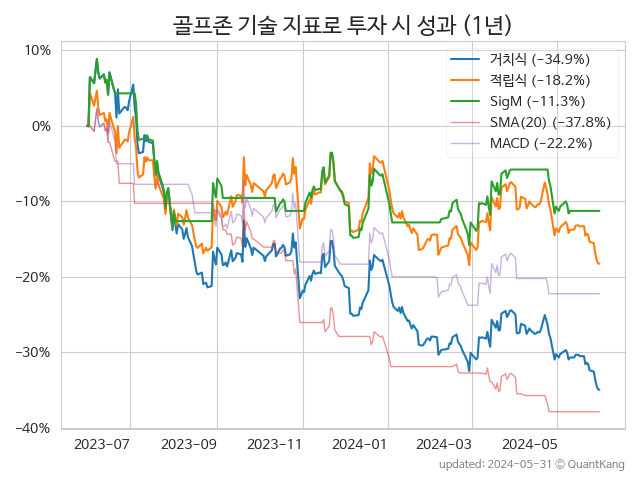 골프존 기술 지표로 투자 시 성과 (1년)
10%
0%
−10%
−20%
−30%
−40%
거치식 (−34.9%)
적립식 (−18.2%)
SigM (−11.3%)
SMA(20) (−37.8%)
MACD (−22.2%)
2023-07
2023-09
2023-11
2024-01
2024-03
2024-05
updated: 2024-05-31 ⓒ QuantKang